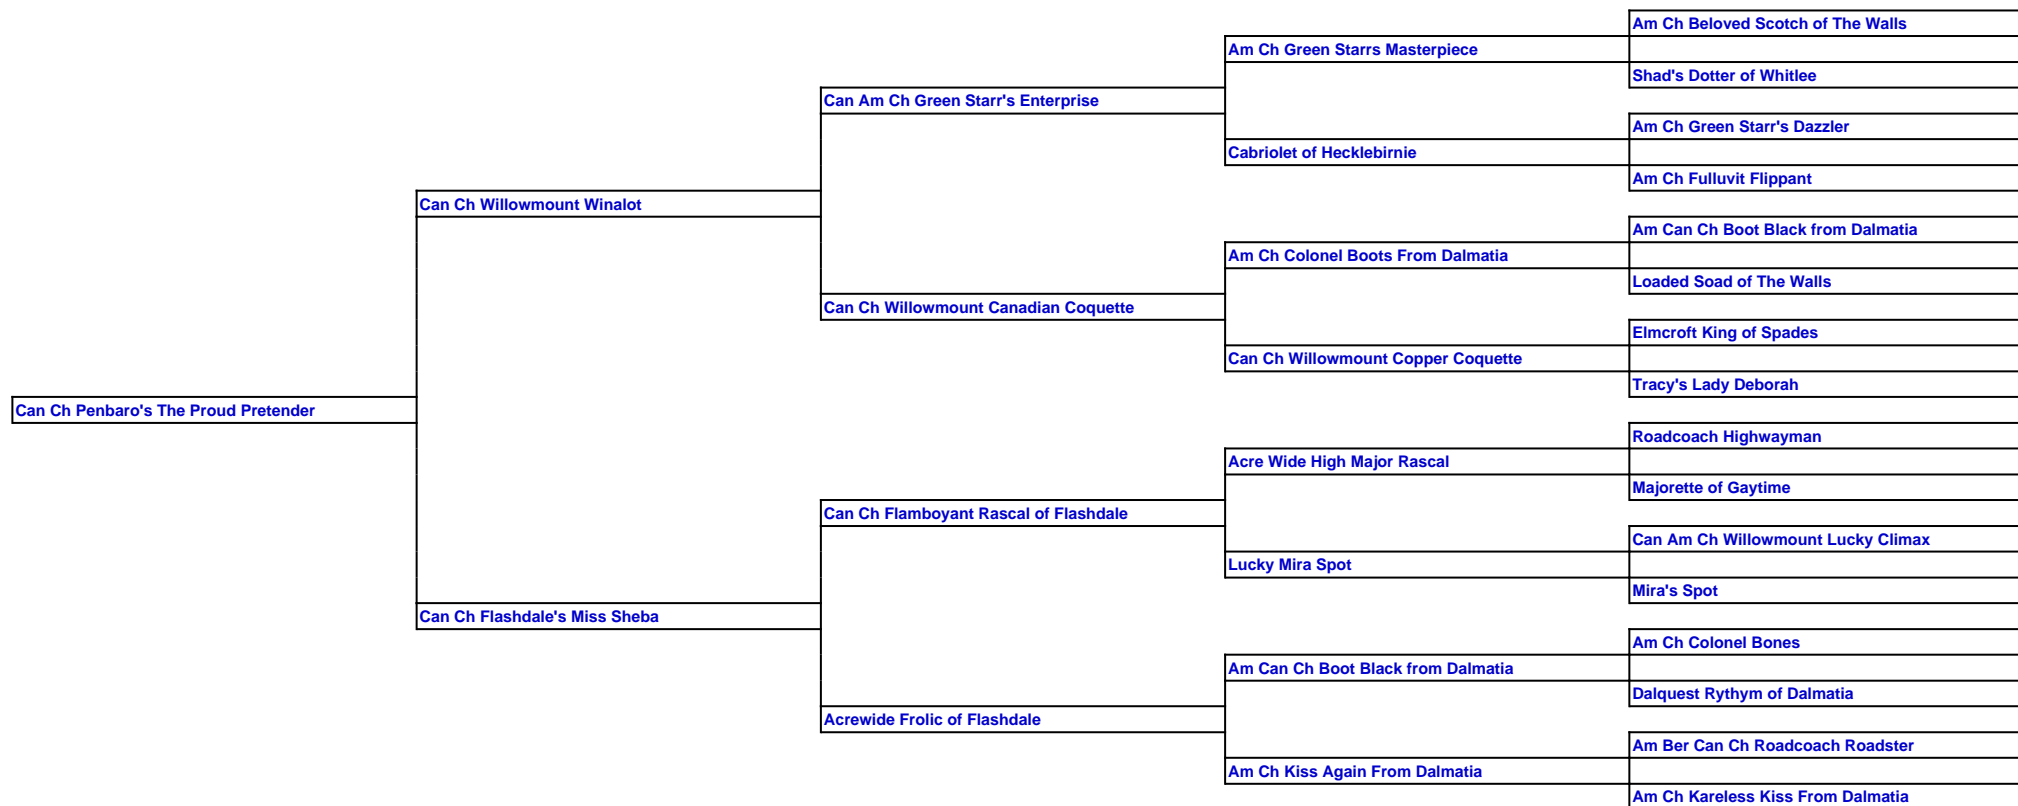 Am Ch Beloved Scotch of The Walls
Am Ch Green Starrs Masterpiece
Shad's Dotter of Whitlee
Can Am Ch Green Starr's Enterprise
Am Ch Green Starr's Dazzler
Cabriolet of Hecklebirnie
Am Ch Fulluvit Flippant
Can Ch Willowmount Winalot
Am Can Ch Boot Black from Dalmatia
Am Ch Colonel Boots From Dalmatia
Loaded Soad of The Walls
Can Ch Willowmount Canadian Coquette
Elmcroft King of Spades
Can Ch Willowmount Copper Coquette
Tracy's Lady Deborah
Can Ch Penbaro's The Proud Pretender
Roadcoach Highwayman
Acre Wide High Major Rascal
Majorette of Gaytime
Can Ch Flamboyant Rascal of Flashdale
Can Am Ch Willowmount Lucky Climax
Lucky Mira Spot
Mira's Spot
Can Ch Flashdale's Miss Sheba
Am Ch Colonel Bones
Am Can Ch Boot Black from Dalmatia
Dalquest Rythym of Dalmatia
Acrewide Frolic of Flashdale
Am Ber Can Ch Roadcoach Roadster
Am Ch Kiss Again From Dalmatia
Am Ch Kareless Kiss From Dalmatia